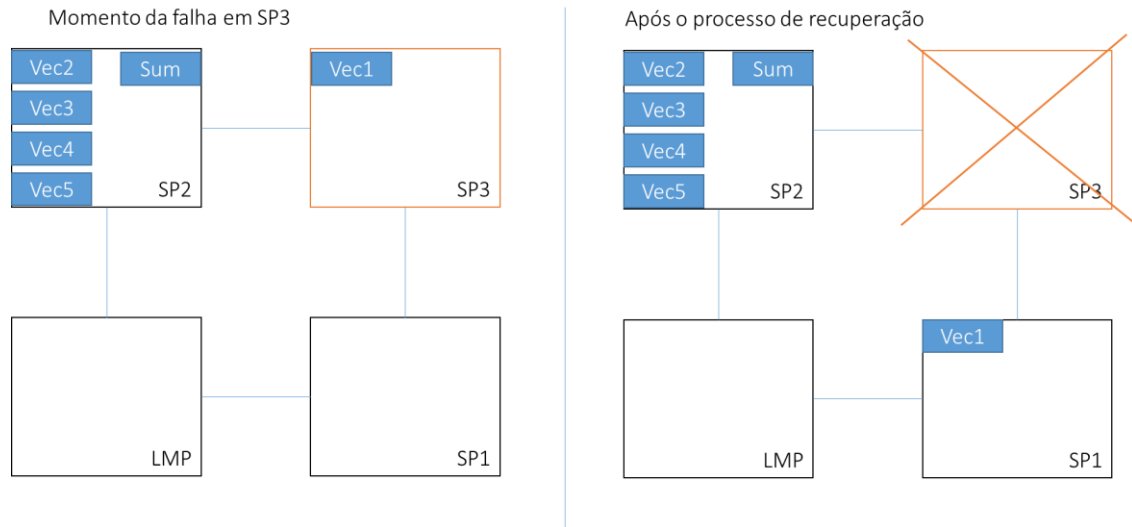 Momento da falha em SP3
Vec2
Sum
Vec3
Vec4
Vec5
SP2
Vec1
SP3
LMP
SP1
Após o processo de recuperação
Vec2
Sum
Vec3
Vec4
Vec5
SP2
SP3
LMP
Vec1
SP1